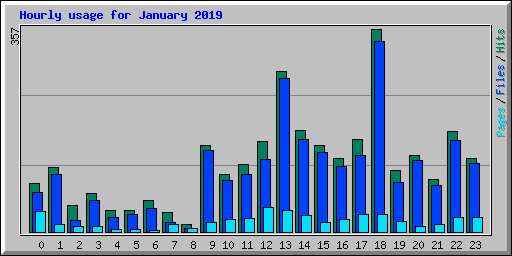 Hourly usage for January 2019
357
Pages/Files/Hits
0 1 2 3 4 5 6 7 8 9 10 11 12 13 14 15 16 17 18 19 20 21 22 23